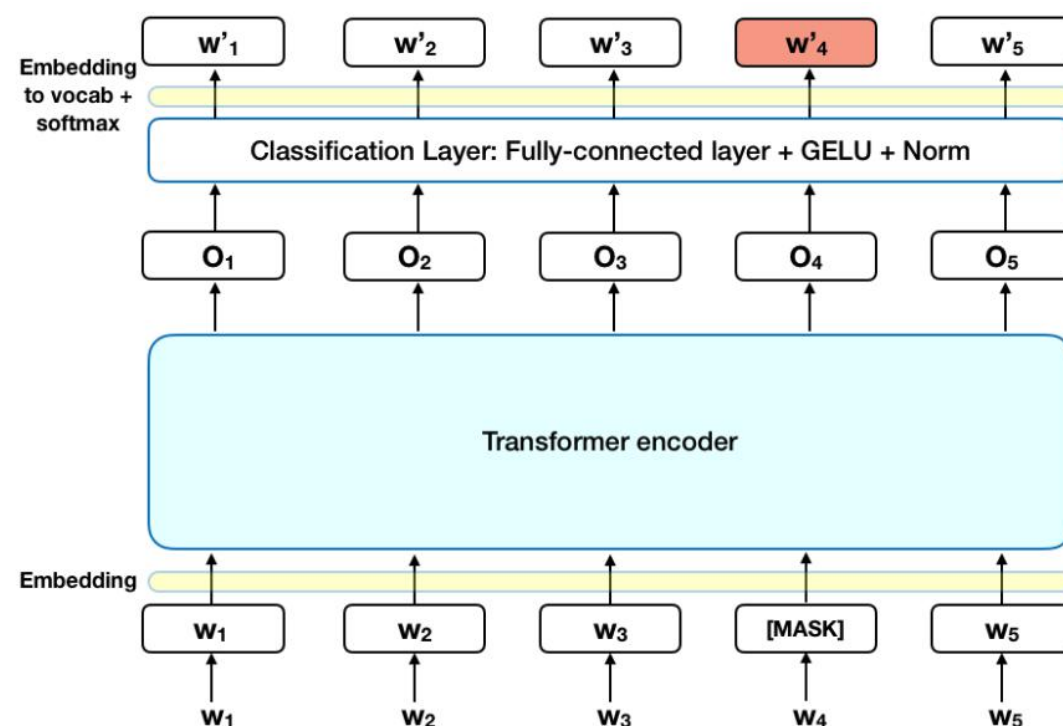 w'₁ w'₂ w'₃ w'₄ w'₅
Embedding
to vocab +
softmax
Classification Layer: Fully-connected layer + GELU + Norm
O₁ O₂ O₃ O₄ O₅
Transformer encoder
Embedding
w₁ w₂ w₃ [MASK] w₅
w₁ w₂ w₃ w₄ w₅